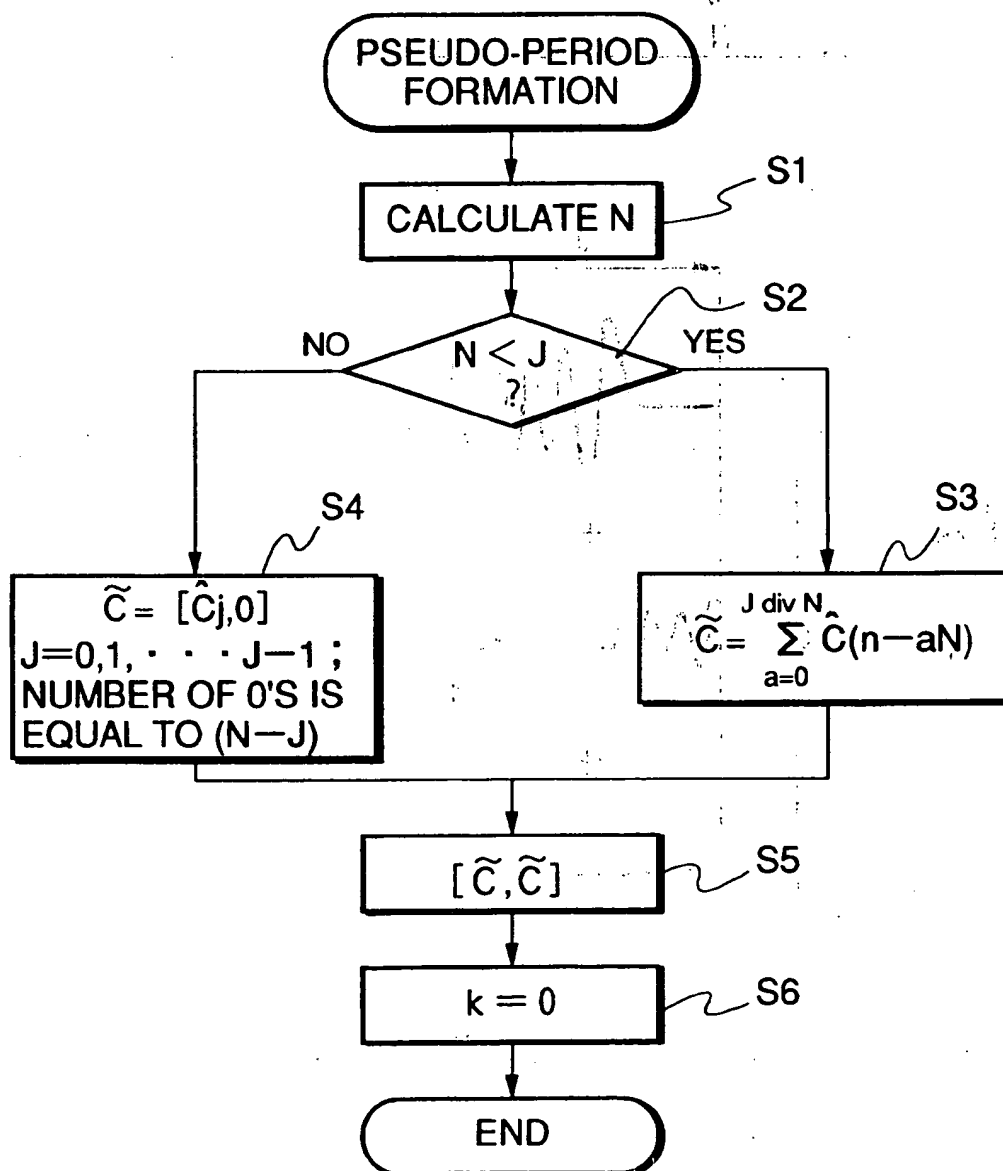 PSEUDO-PERIOD
FORMATION
S1
CALCULATE N
S2
NO
N < J
?
YES
S4
S3
C̃ = [Ĉj,0]
J=0,1, · · · J−1 ;
NUMBER OF 0'S IS
EQUAL TO (N−J)
J div N
C̃ = Σ Ĉ(n−aN)
a=0
S5
[C̃,C̃]
S6
k = 0
END